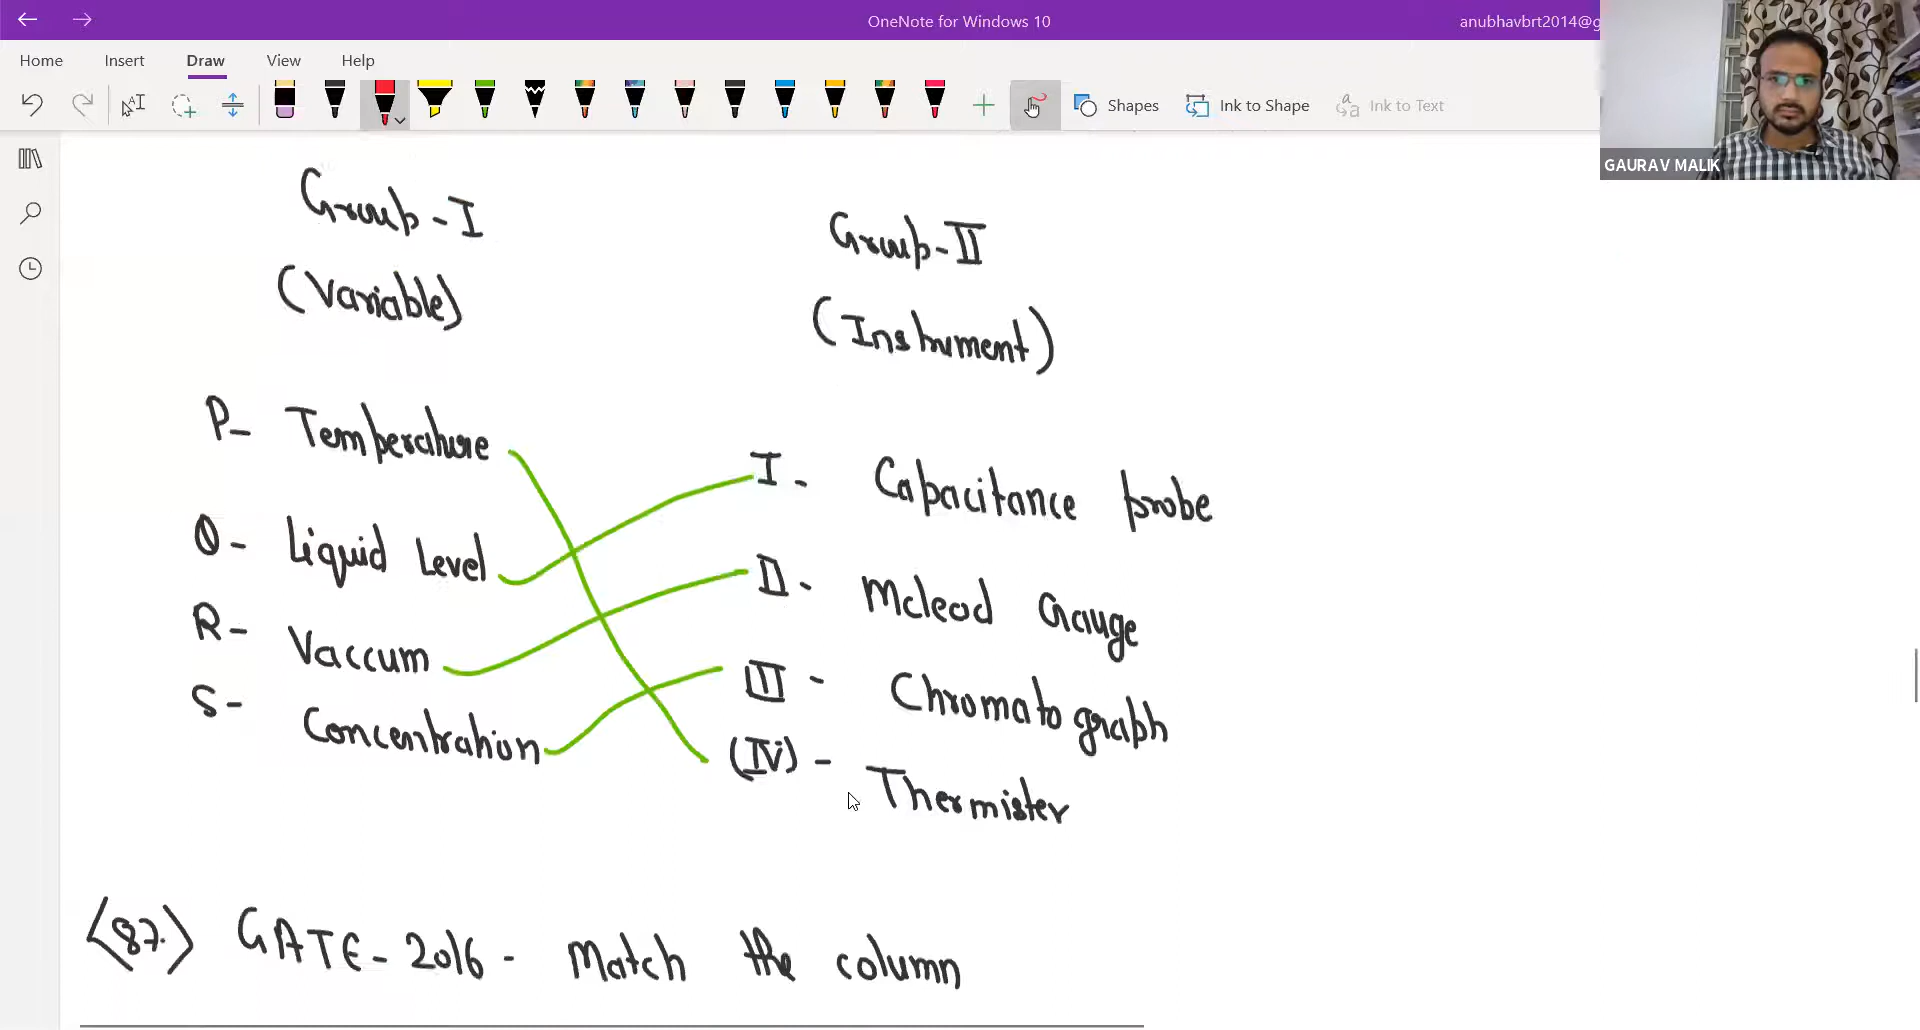 OneNote for Windows 10
anubhavbrt2014@g
Home Insert Draw View Help
Shapes Ink to Shape Ink to Text
GAURAV MALIK
Group-I
Group-II
(Variable)
(Instrument)
P- Temperature
I- Capacitance probe
Q- Liquid Level
II- Mcleod Gauge
R- Vaccum
III- Chromatograph
S- Concentration
(IV)- Thermister
<87.> GATE-2016- Match the column